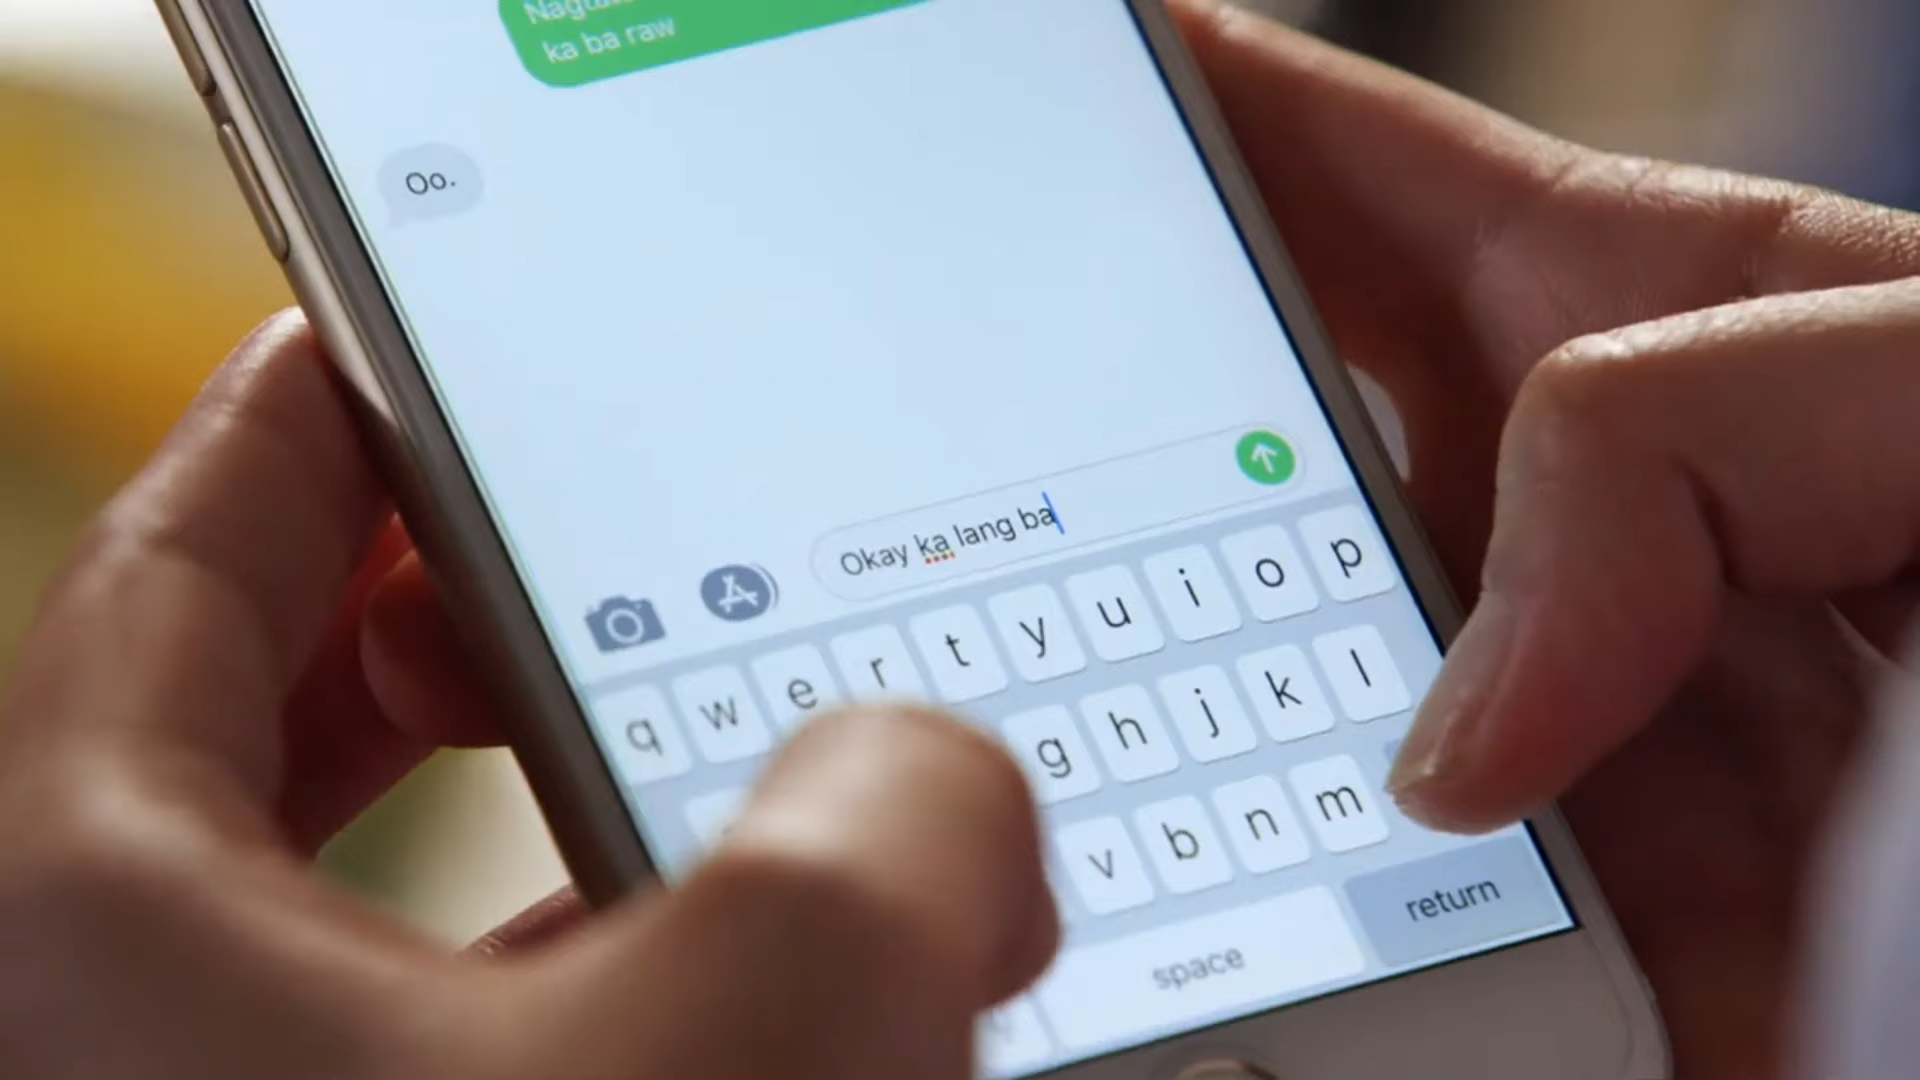 ka ba raw
Oo.
Okay ka lang ba
q w e r t y u i o p
g h j k l
v b n m
space return